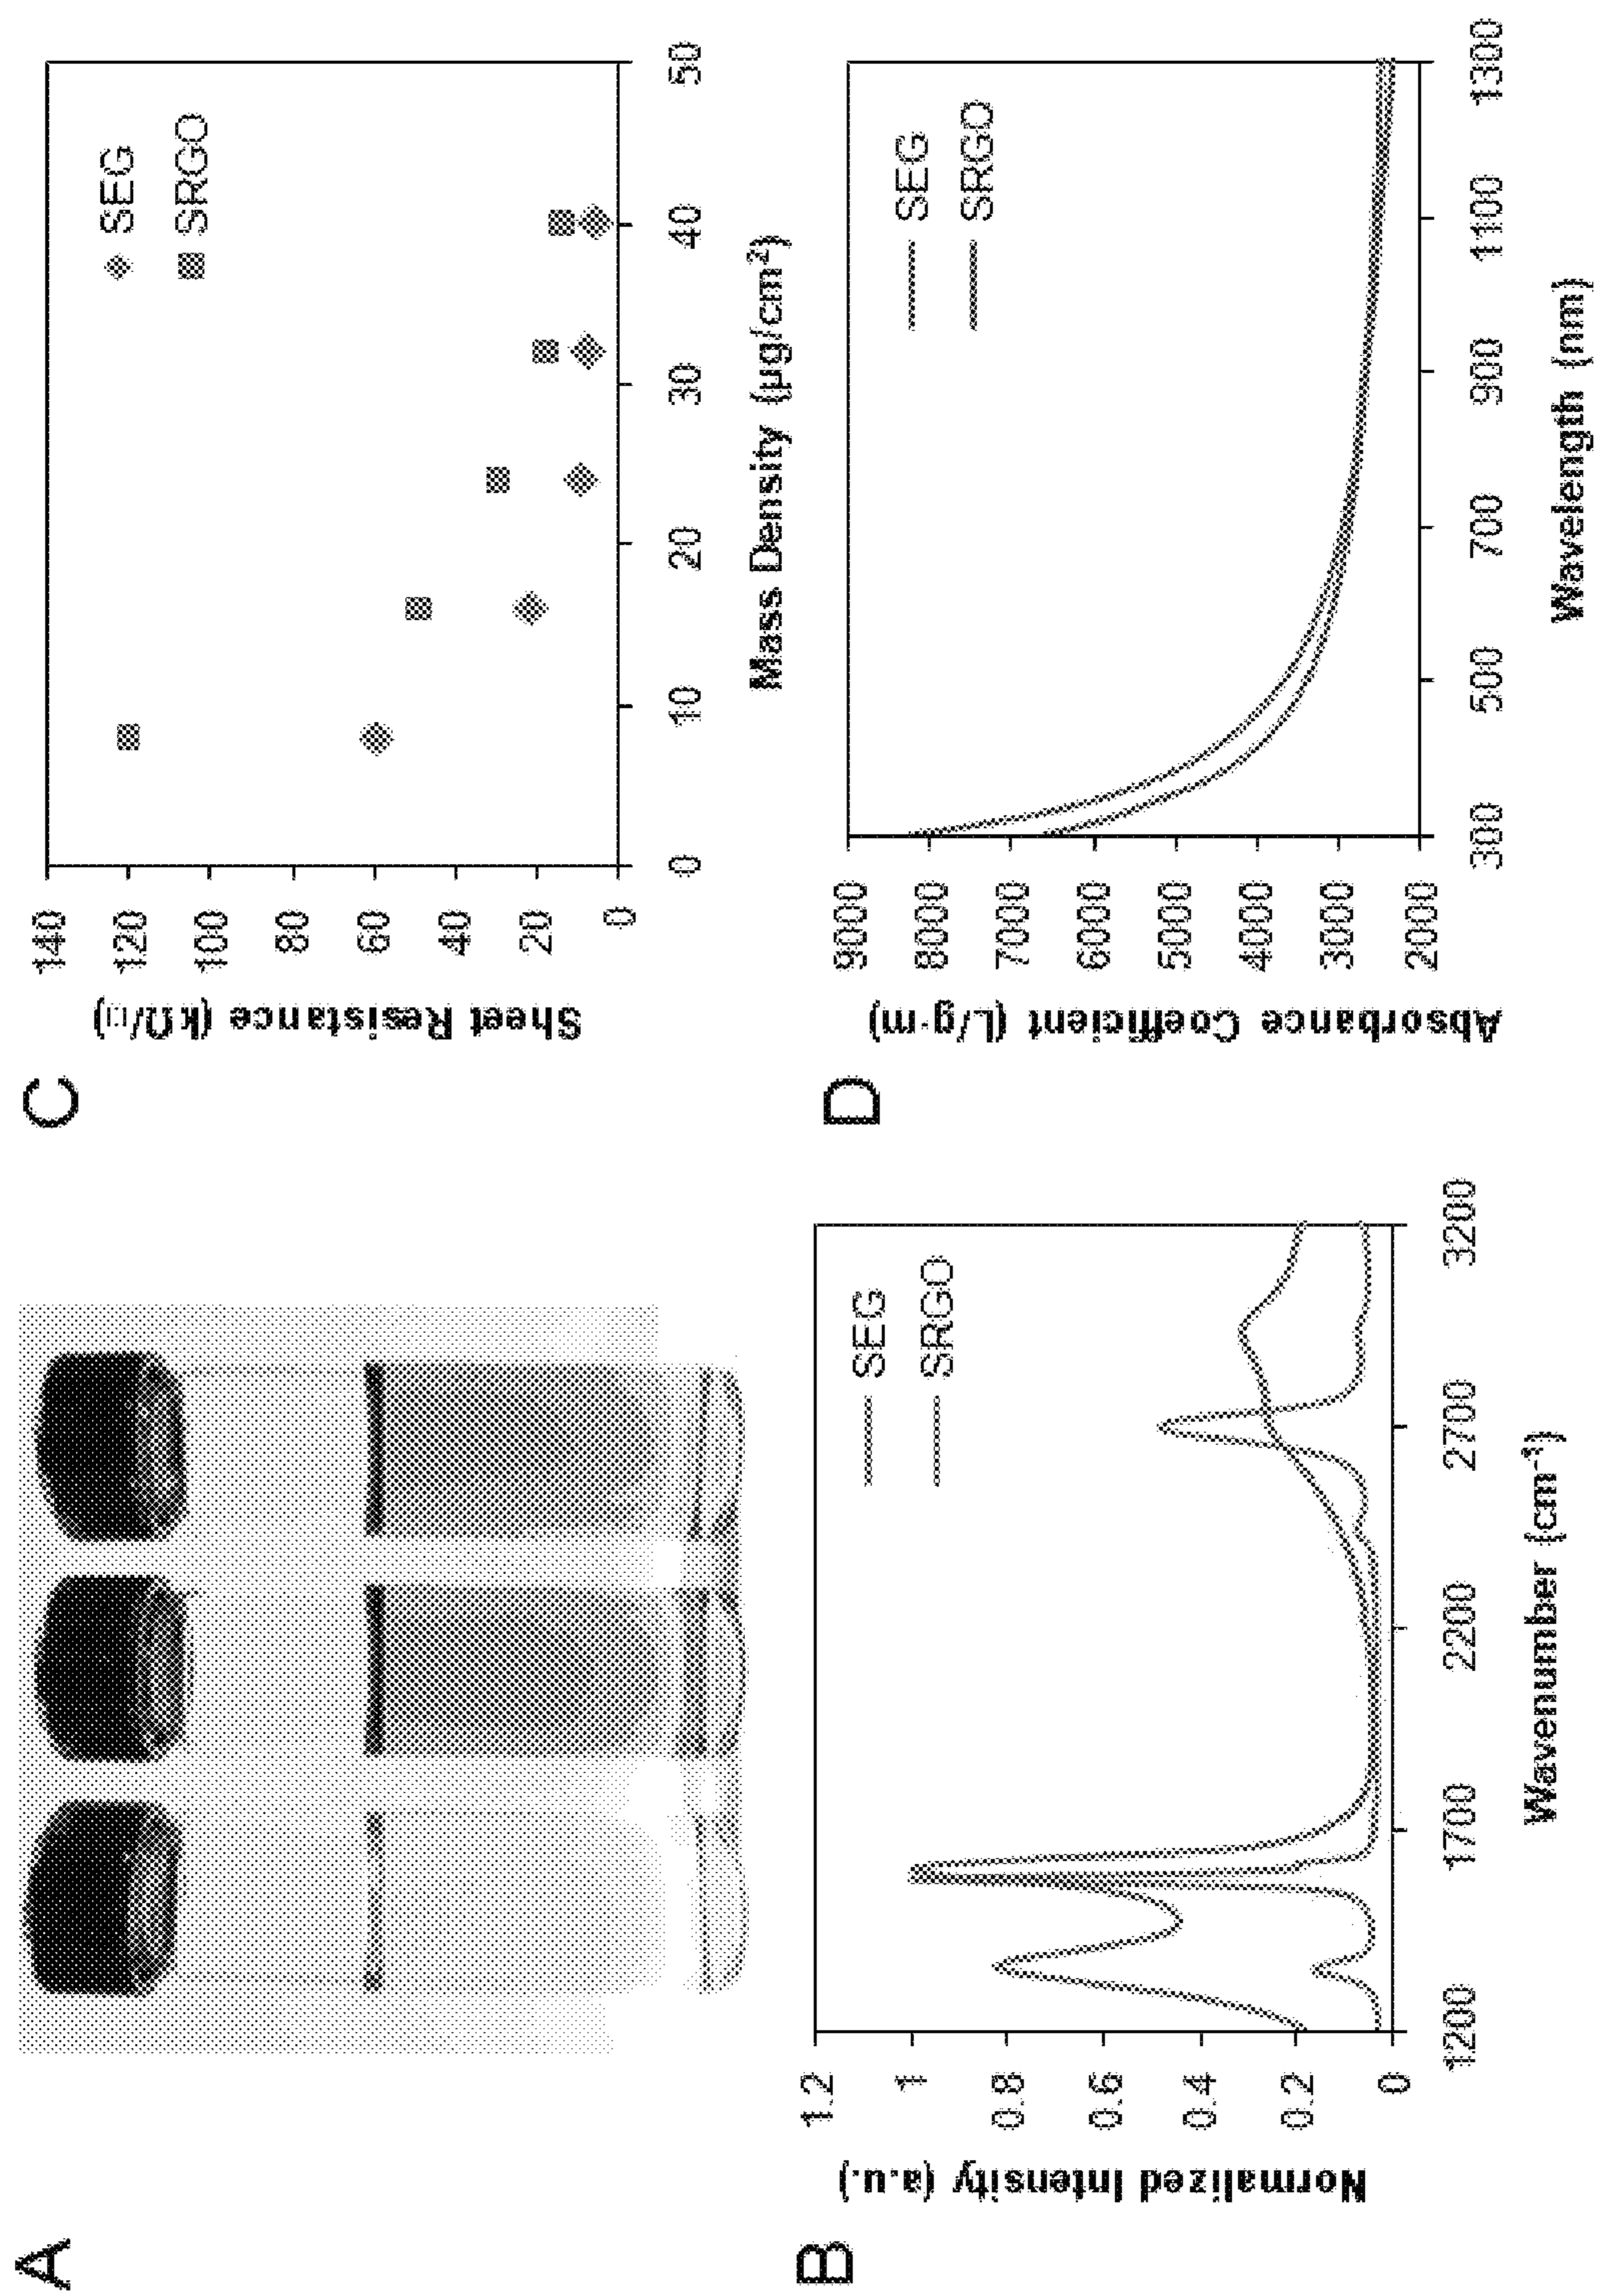 A
B
Normalized Intensity (a.u.)
1.2
1
0.8
0.6
0.4
0.2
0
1200
1700
2200
2700
3200
Wavenumber (cm⁻¹)
SEG
SRGO
C
Sheet Resistance (kΩ/□)
140
120
100
80
60
40
20
0
0
10
20
30
40
50
Mass Density (µg/cm²)
SEG
SRGO
D
Absorbance Coefficient (L/g·m)
9000
8000
7000
6000
5000
4000
3000
2000
300
500
700
900
1100
1300
Wavelength (nm)
SEG
SRGO